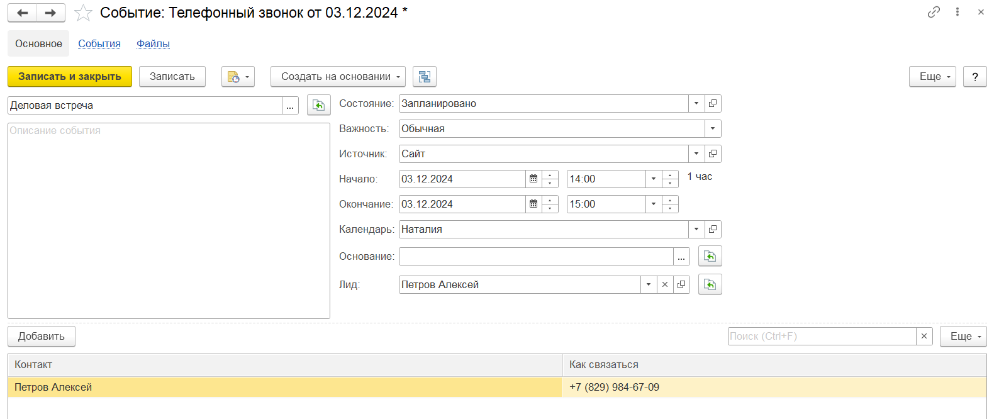 Событие: Телефонный звонок от 03.12.2024 *
Основное События Файлы
Записать и закрыть Записать Создать на основании Еще ?
Деловая встреча ...
Описание события
Состояние: Запланировано
Важность: Обычная
Источник: Сайт
Начало: 03.12.2024 14:00 1 час
Окончание: 03.12.2024 15:00
Календарь: Наталия
Основание: ...
Лид: Петров Алексей
Добавить Поиск (Ctrl+F) Еще
Контакт Как связаться
Петров Алексей +7 (829) 984-67-09